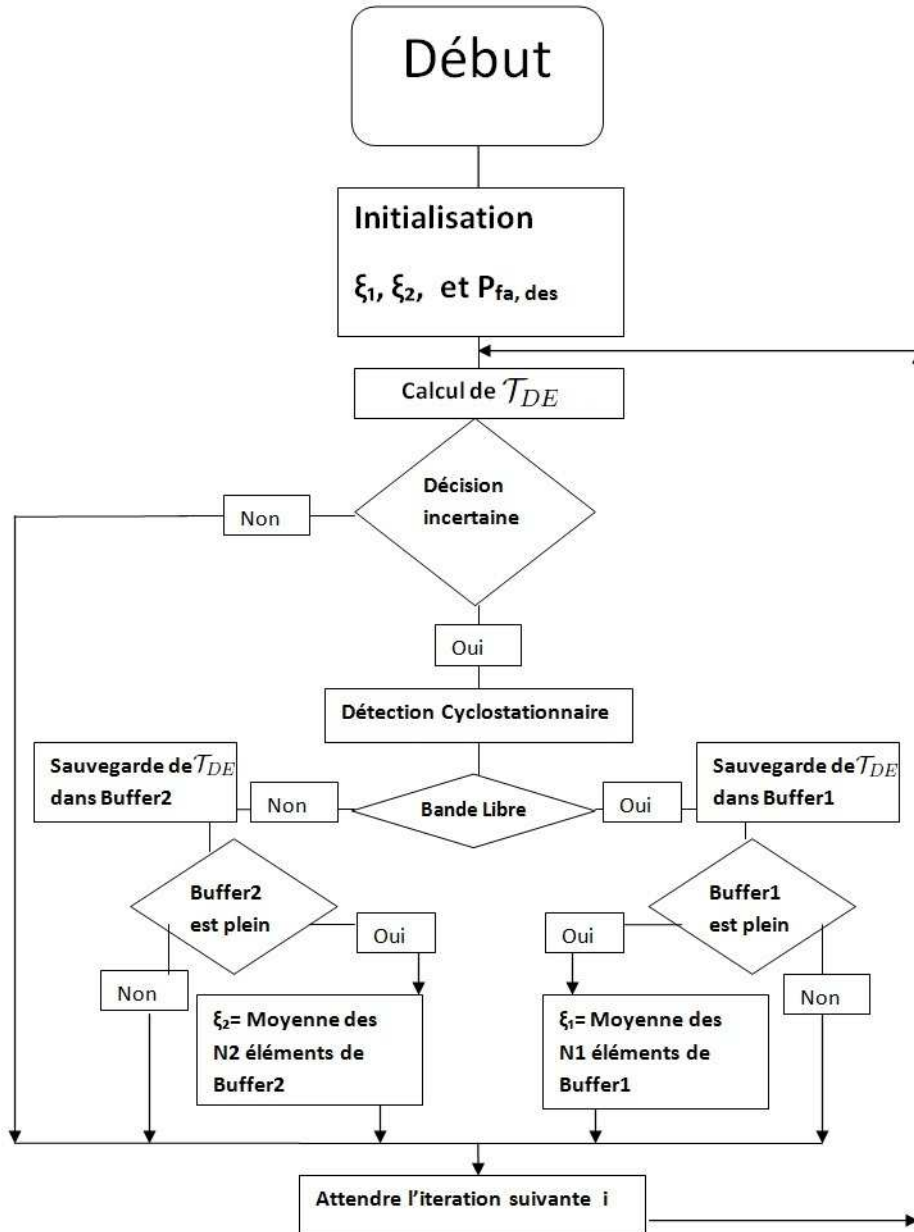 Début
Initialisation
ξ₁, ξ₂, et P_fa, des
Calcul de 𝒯_DE
Décision
incertaine
Non
Oui
Détection Cyclostationnaire
Sauvegarde de 𝒯_DE
dans Buffer2
Non
Bande Libre
Oui
Sauvegarde de 𝒯_DE
dans Buffer1
Buffer2
est plein
Oui
Non
Buffer1
est plein
Oui
Non
ξ₂= Moyenne des
N2 éléments de
Buffer2
ξ₁= Moyenne des
N1 éléments de
Buffer1
Attendre l’iteration suivante i